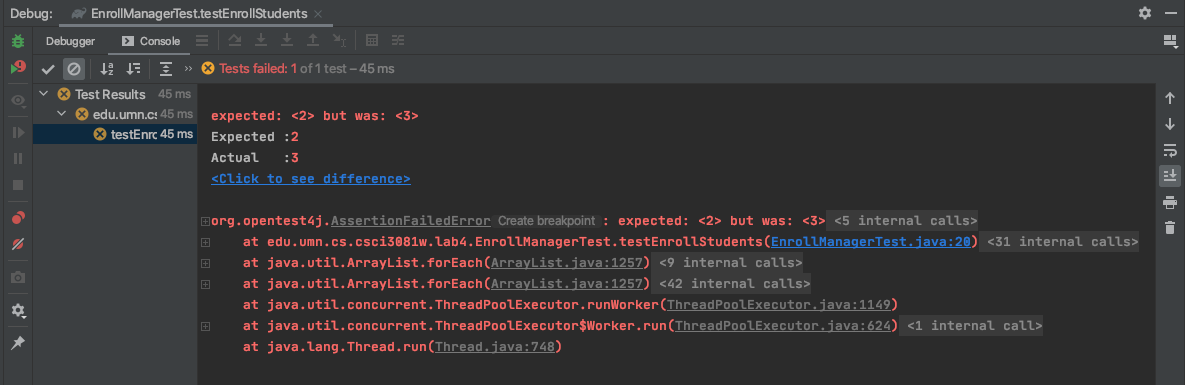 Debug: EnrollManagerTest.testEnrollStudents
Debugger Console
Tests failed: 1 of 1 test – 45 ms
Test Results 45 ms
edu.umn.cs 45 ms
testEnro 45 ms
expected: <2> but was: <3>
Expected :2
Actual :3
<Click to see difference>
org.opentest4j.AssertionFailedError Create breakpoint : expected: <2> but was: <3> <5 internal calls>
at edu.umn.cs.csci3081w.lab4.EnrollManagerTest.testEnrollStudents(EnrollManagerTest.java:20) <31 internal calls>
at java.util.ArrayList.forEach(ArrayList.java:1257) <9 internal calls>
at java.util.ArrayList.forEach(ArrayList.java:1257) <42 internal calls>
at java.util.concurrent.ThreadPoolExecutor.runWorker(ThreadPoolExecutor.java:1149)
at java.util.concurrent.ThreadPoolExecutor$Worker.run(ThreadPoolExecutor.java:624) <1 internal call>
at java.lang.Thread.run(Thread.java:748)